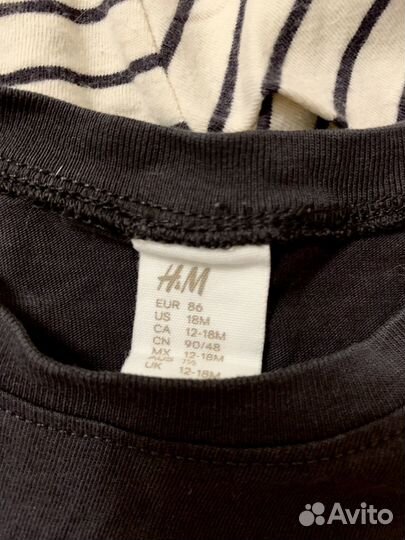 H&M
EUR 86
US 18M
CA 12-18M
CN 90/48
MX 12-18M
UK 12-18M
Avito